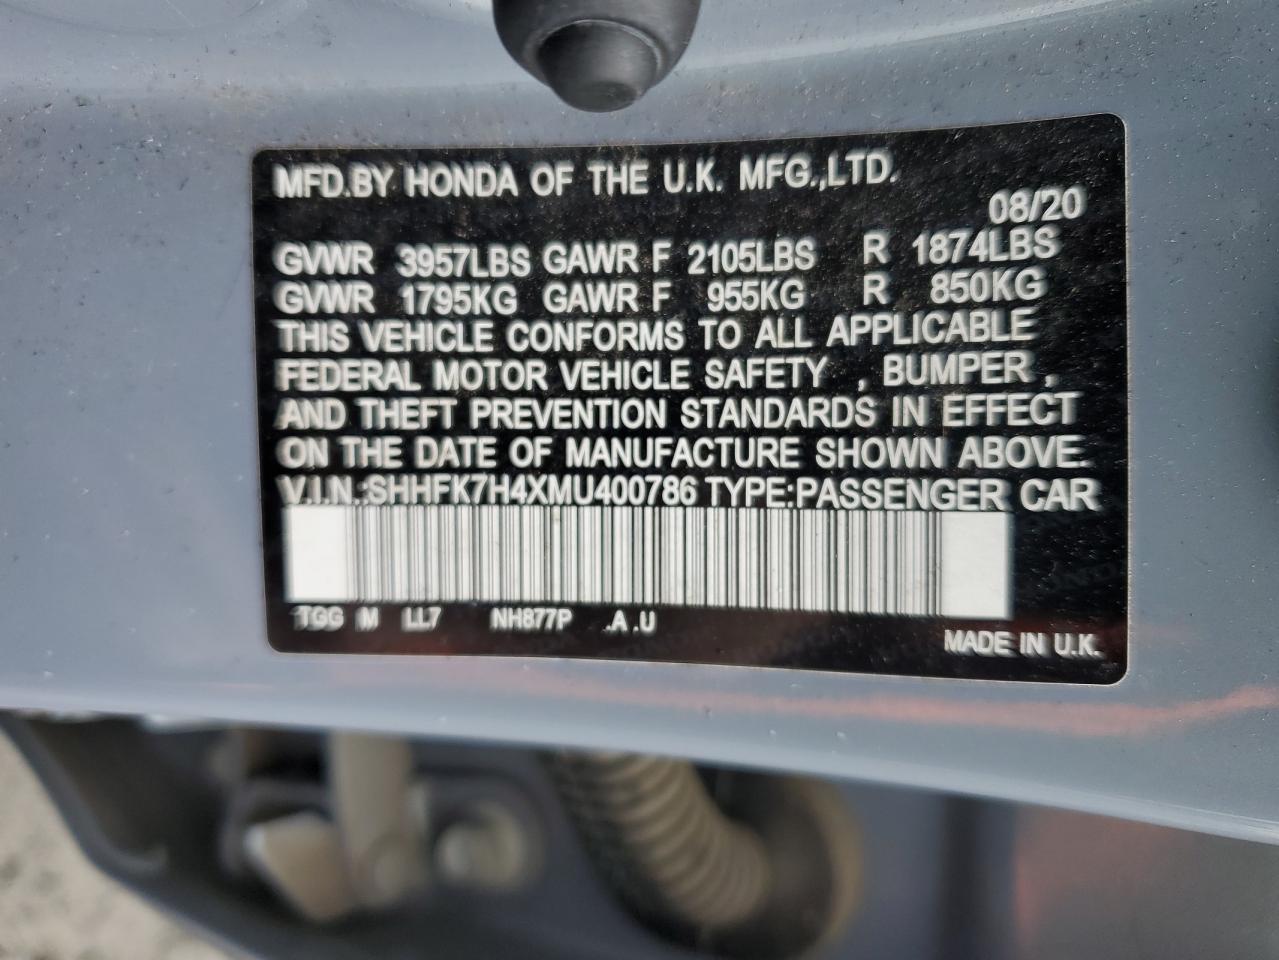 MFD.BY HONDA OF THE U.K. MFG.,LTD.
08/20
GVWR 3957LBS GAWR F 2105LBS R 1874LBS
GVWR 1795KG GAWR F 955KG R 850KG
THIS VEHICLE CONFORMS TO ALL APPLICABLE
FEDERAL MOTOR VEHICLE SAFETY , BUMPER ,
AND THEFT PREVENTION STANDARDS IN EFFECT
ON THE DATE OF MANUFACTURE SHOWN ABOVE.
V.I.N.:SHHFK7H4XMU400786 TYPE:PASSENGER CAR
TGG M LL7 NH877P .A .U
MADE IN U.K.